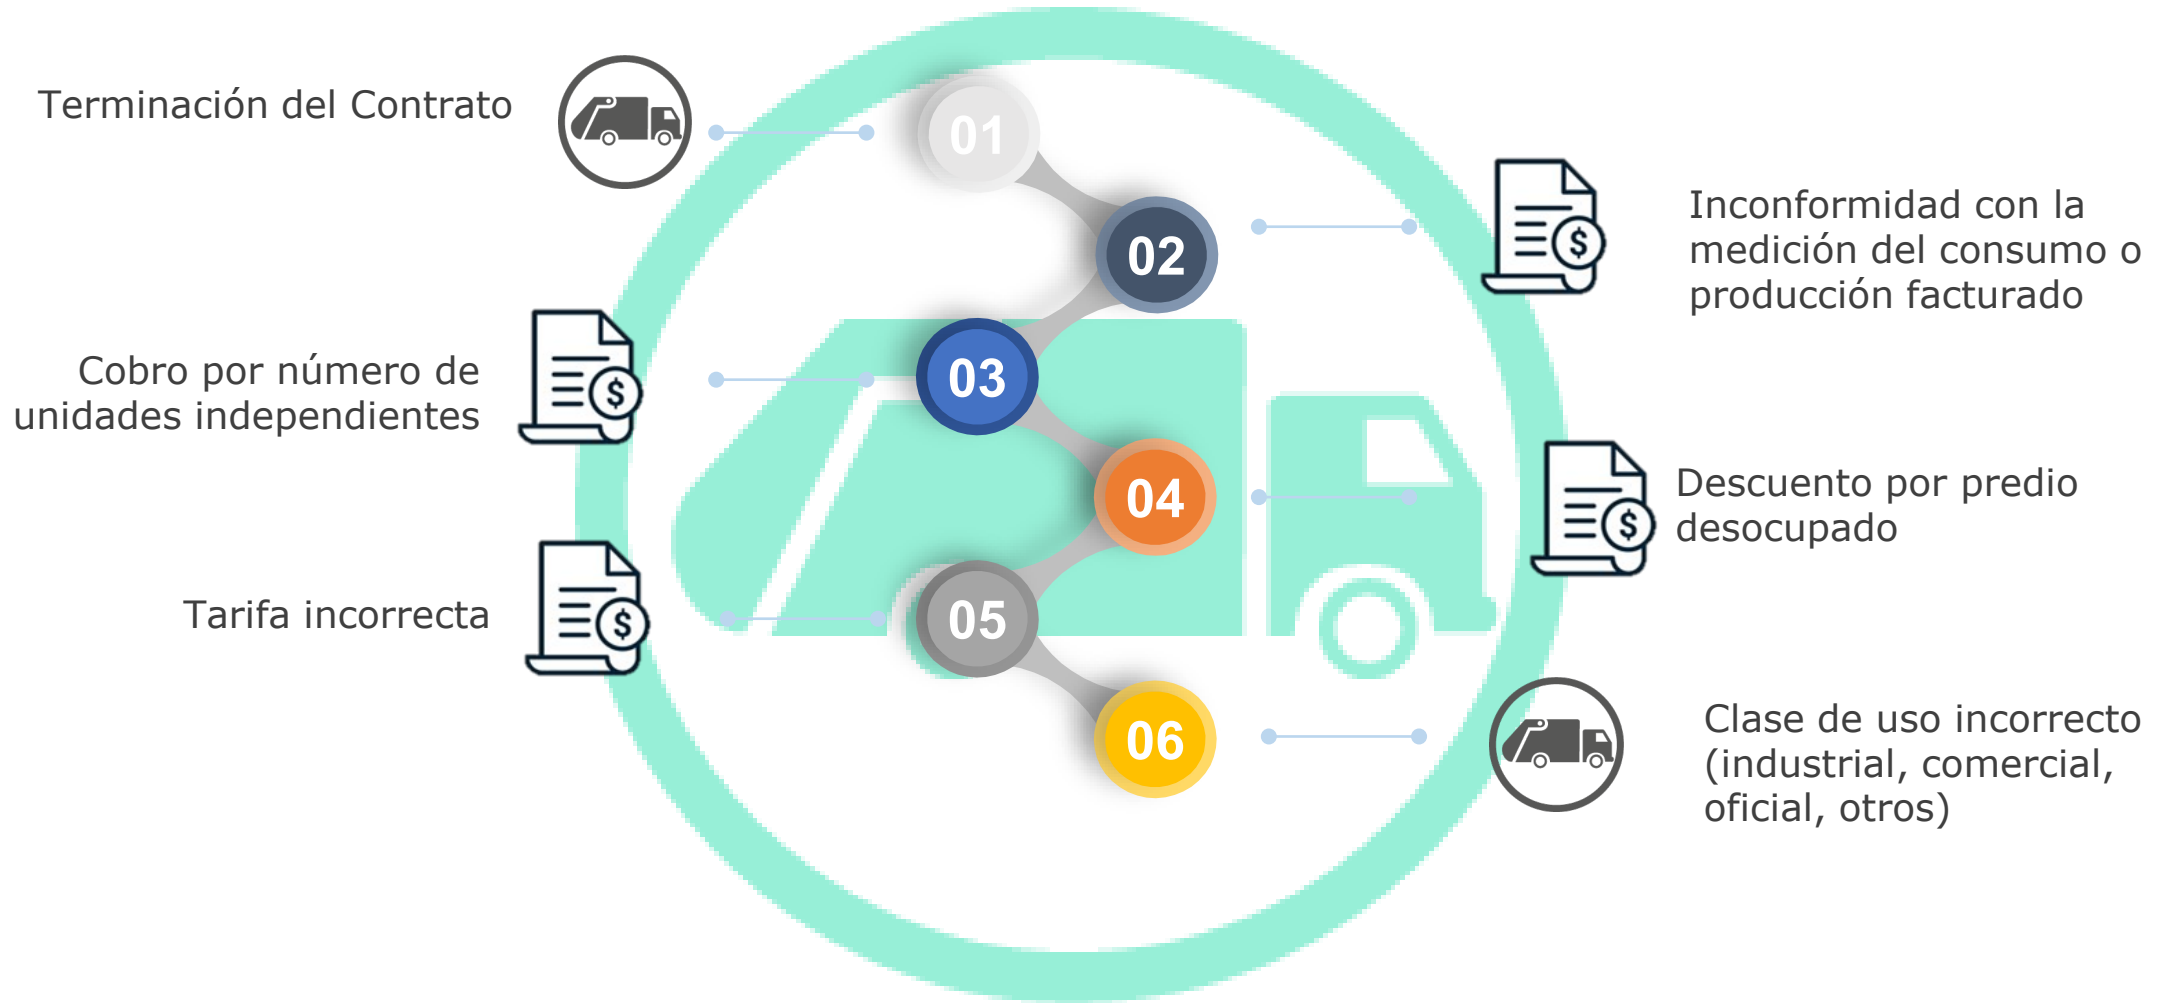 Terminación del Contrato
01
02
Inconformidad con la
medición del consumo o
producción facturado
Cobro por número de
unidades independientes
03
04
Descuento por predio
desocupado
Tarifa incorrecta
05
06
Clase de uso incorrecto
(industrial, comercial,
oficial, otros)
$
$
$
$